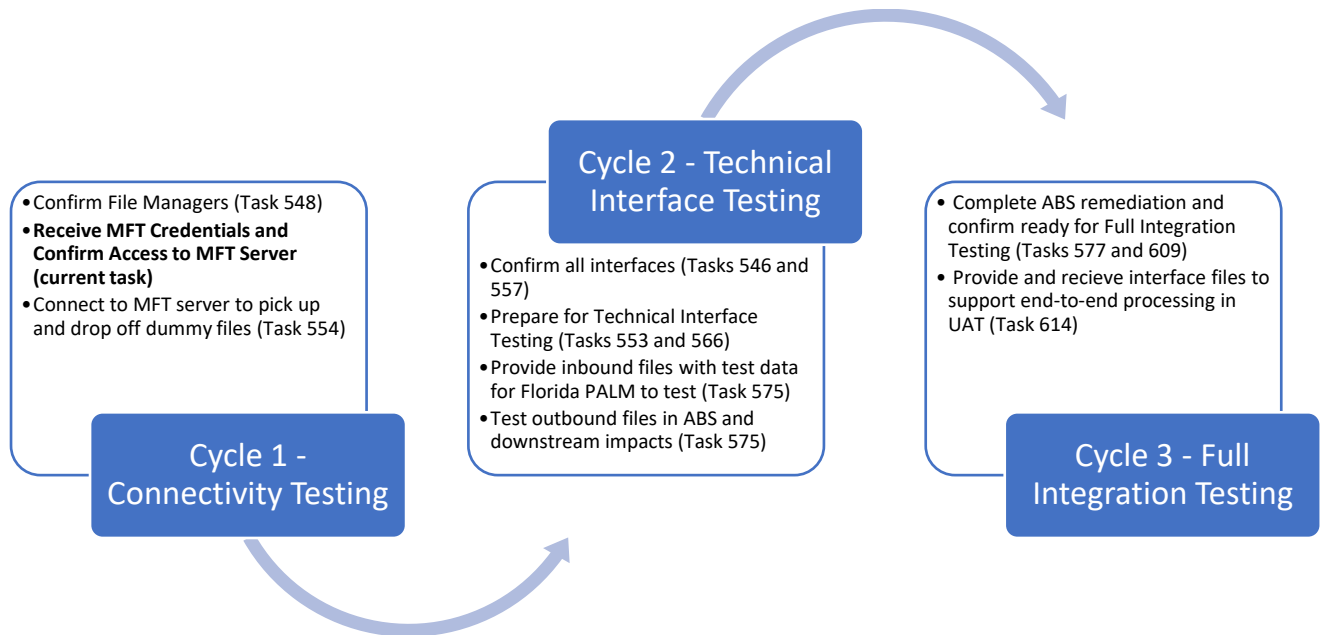 •Confirm File Managers (Task 548)
•Receive MFT Credentials and
Confirm Access to MFT Server
(current task)
•Connect to MFT server to pick up
and drop off dummy files (Task 554)
Cycle 1 -
Connectivity Testing
Cycle 2 - Technical
Interface Testing
•Confirm all interfaces (Tasks 546 and
557)
•Prepare for Technical Interface
Testing (Tasks 553 and 566)
•Provide inbound files with test data
for Florida PALM to test (Task 575)
•Test outbound files in ABS and
downstream impacts (Task 575)
• Complete ABS remediation and
confirm ready for Full Integration
Testing (Tasks 577 and 609)
• Provide and recieve interface files to
support end-to-end processing in
UAT (Task 614)
Cycle 3 - Full
Integration Testing